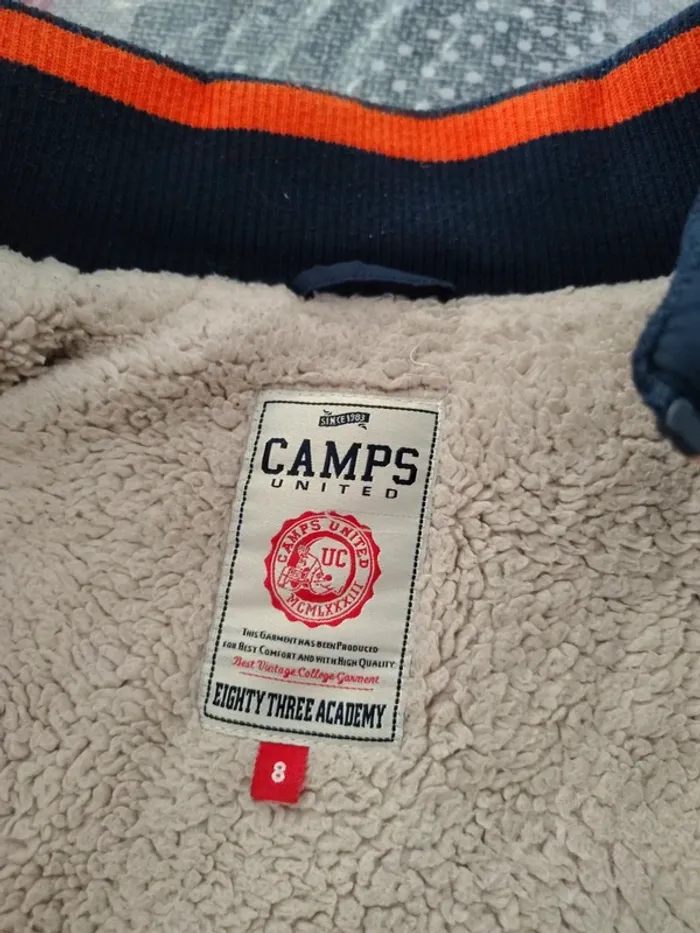 SINCE 1983
CAMPS
UNITED
CAMPS UNITED
UC
MCMLXXXIII
THIS GARMENT HAS BEEN PRODUCED
FOR BEST COMFORT AND WITH HIGH QUALITY
Best Vintage College Garment
EIGHTY THREE ACADEMY
8